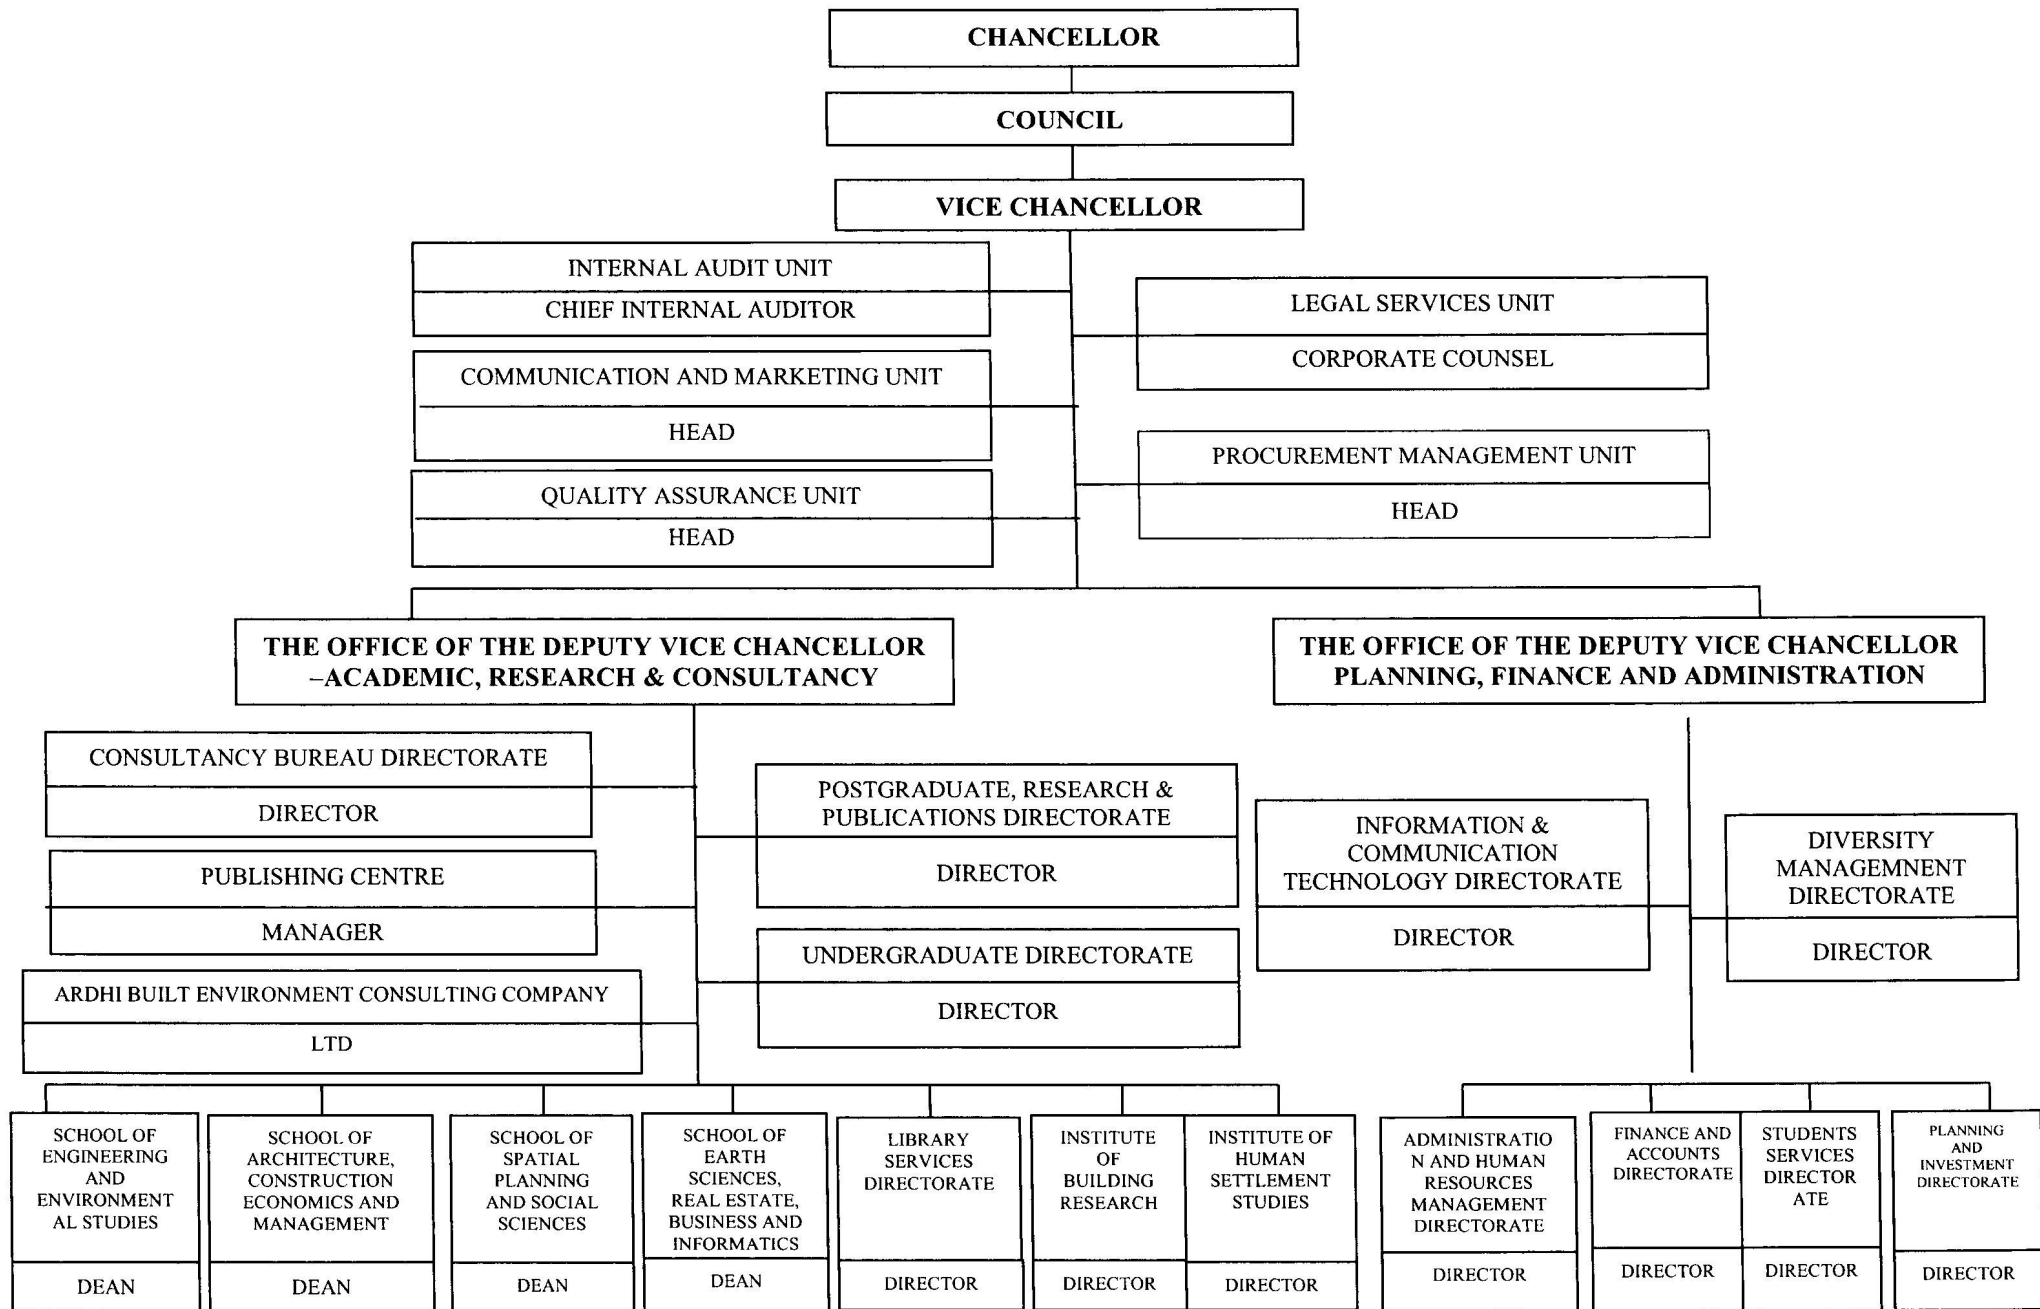 CHANCELLOR
COUNCIL
VICE CHANCELLOR
INTERNAL AUDIT UNIT
CHIEF INTERNAL AUDITOR
LEGAL SERVICES UNIT
CORPORATE COUNSEL
COMMUNICATION AND MARKETING UNIT
HEAD
PROCUREMENT MANAGEMENT UNIT
HEAD
QUALITY ASSURANCE UNIT
HEAD
THE OFFICE OF THE DEPUTY VICE CHANCELLOR
–ACADEMIC, RESEARCH & CONSULTANCY
THE OFFICE OF THE DEPUTY VICE CHANCELLOR
PLANNING, FINANCE AND ADMINISTRATION
CONSULTANCY BUREAU DIRECTORATE
DIRECTOR
POSTGRADUATE, RESEARCH &
PUBLICATIONS DIRECTORATE
DIRECTOR
PUBLISHING CENTRE
MANAGER
UNDERGRADUATE DIRECTORATE
DIRECTOR
ARDHI BUILT ENVIRONMENT CONSULTING COMPANY
LTD
INFORMATION &
COMMUNICATION
TECHNOLOGY DIRECTORATE
DIRECTOR
DIVERSITY
MANAGEMNENT
DIRECTORATE
DIRECTOR
SCHOOL OF
ENGINEERING
AND
ENVIRONMENT
AL STUDIES
DEAN
SCHOOL OF
ARCHITECTURE,
CONSTRUCTION
ECONOMICS AND
MANAGEMENT
DEAN
SCHOOL OF
SPATIAL
PLANNING
AND SOCIAL
SCIENCES
DEAN
SCHOOL OF
EARTH
SCIENCES,
REAL ESTATE,
BUSINESS AND
INFORMATICS
DEAN
LIBRARY
SERVICES
DIRECTORATE
DIRECTOR
INSTITUTE
OF
BUILDING
RESEARCH
DIRECTOR
INSTITUTE OF
HUMAN
SETTLEMENT
STUDIES
DIRECTOR
ADMINISTRATIO
N AND HUMAN
RESOURCES
MANAGEMENT
DIRECTORATE
DIRECTOR
FINANCE AND
ACCOUNTS
DIRECTORATE
DIRECTOR
STUDENTS
SERVICES
DIRECTOR
ATE
DIRECTOR
PLANNING
AND
INVESTMENT
DIRECTORATE
DIRECTOR